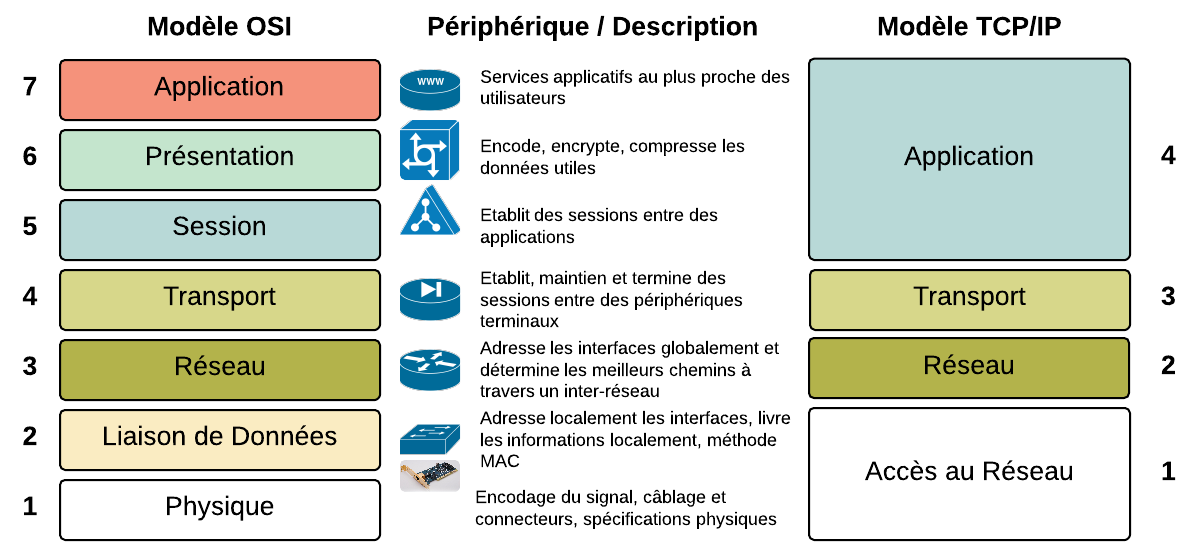 Modèle OSI
Périphérique / Description
Modèle TCP/IP
7
Application
www
Services applicatifs au plus proche des
utilisateurs
6
Présentation
Encode, encrypte, compresse les
données utiles
Application
4
5
Session
Etablit des sessions entre des
applications
4
Transport
Etablit, maintien et termine des
sessions entre des périphériques
terminaux
Transport
3
3
Réseau
Adresse les interfaces globalement et
détermine les meilleurs chemins à
travers un inter-réseau
Réseau
2
2
Liaison de Données
Adresse localement les interfaces, livre
les informations localement, méthode
MAC
Accès au Réseau
1
1
Physique
Encodage du signal, câblage et
connecteurs, spécifications physiques